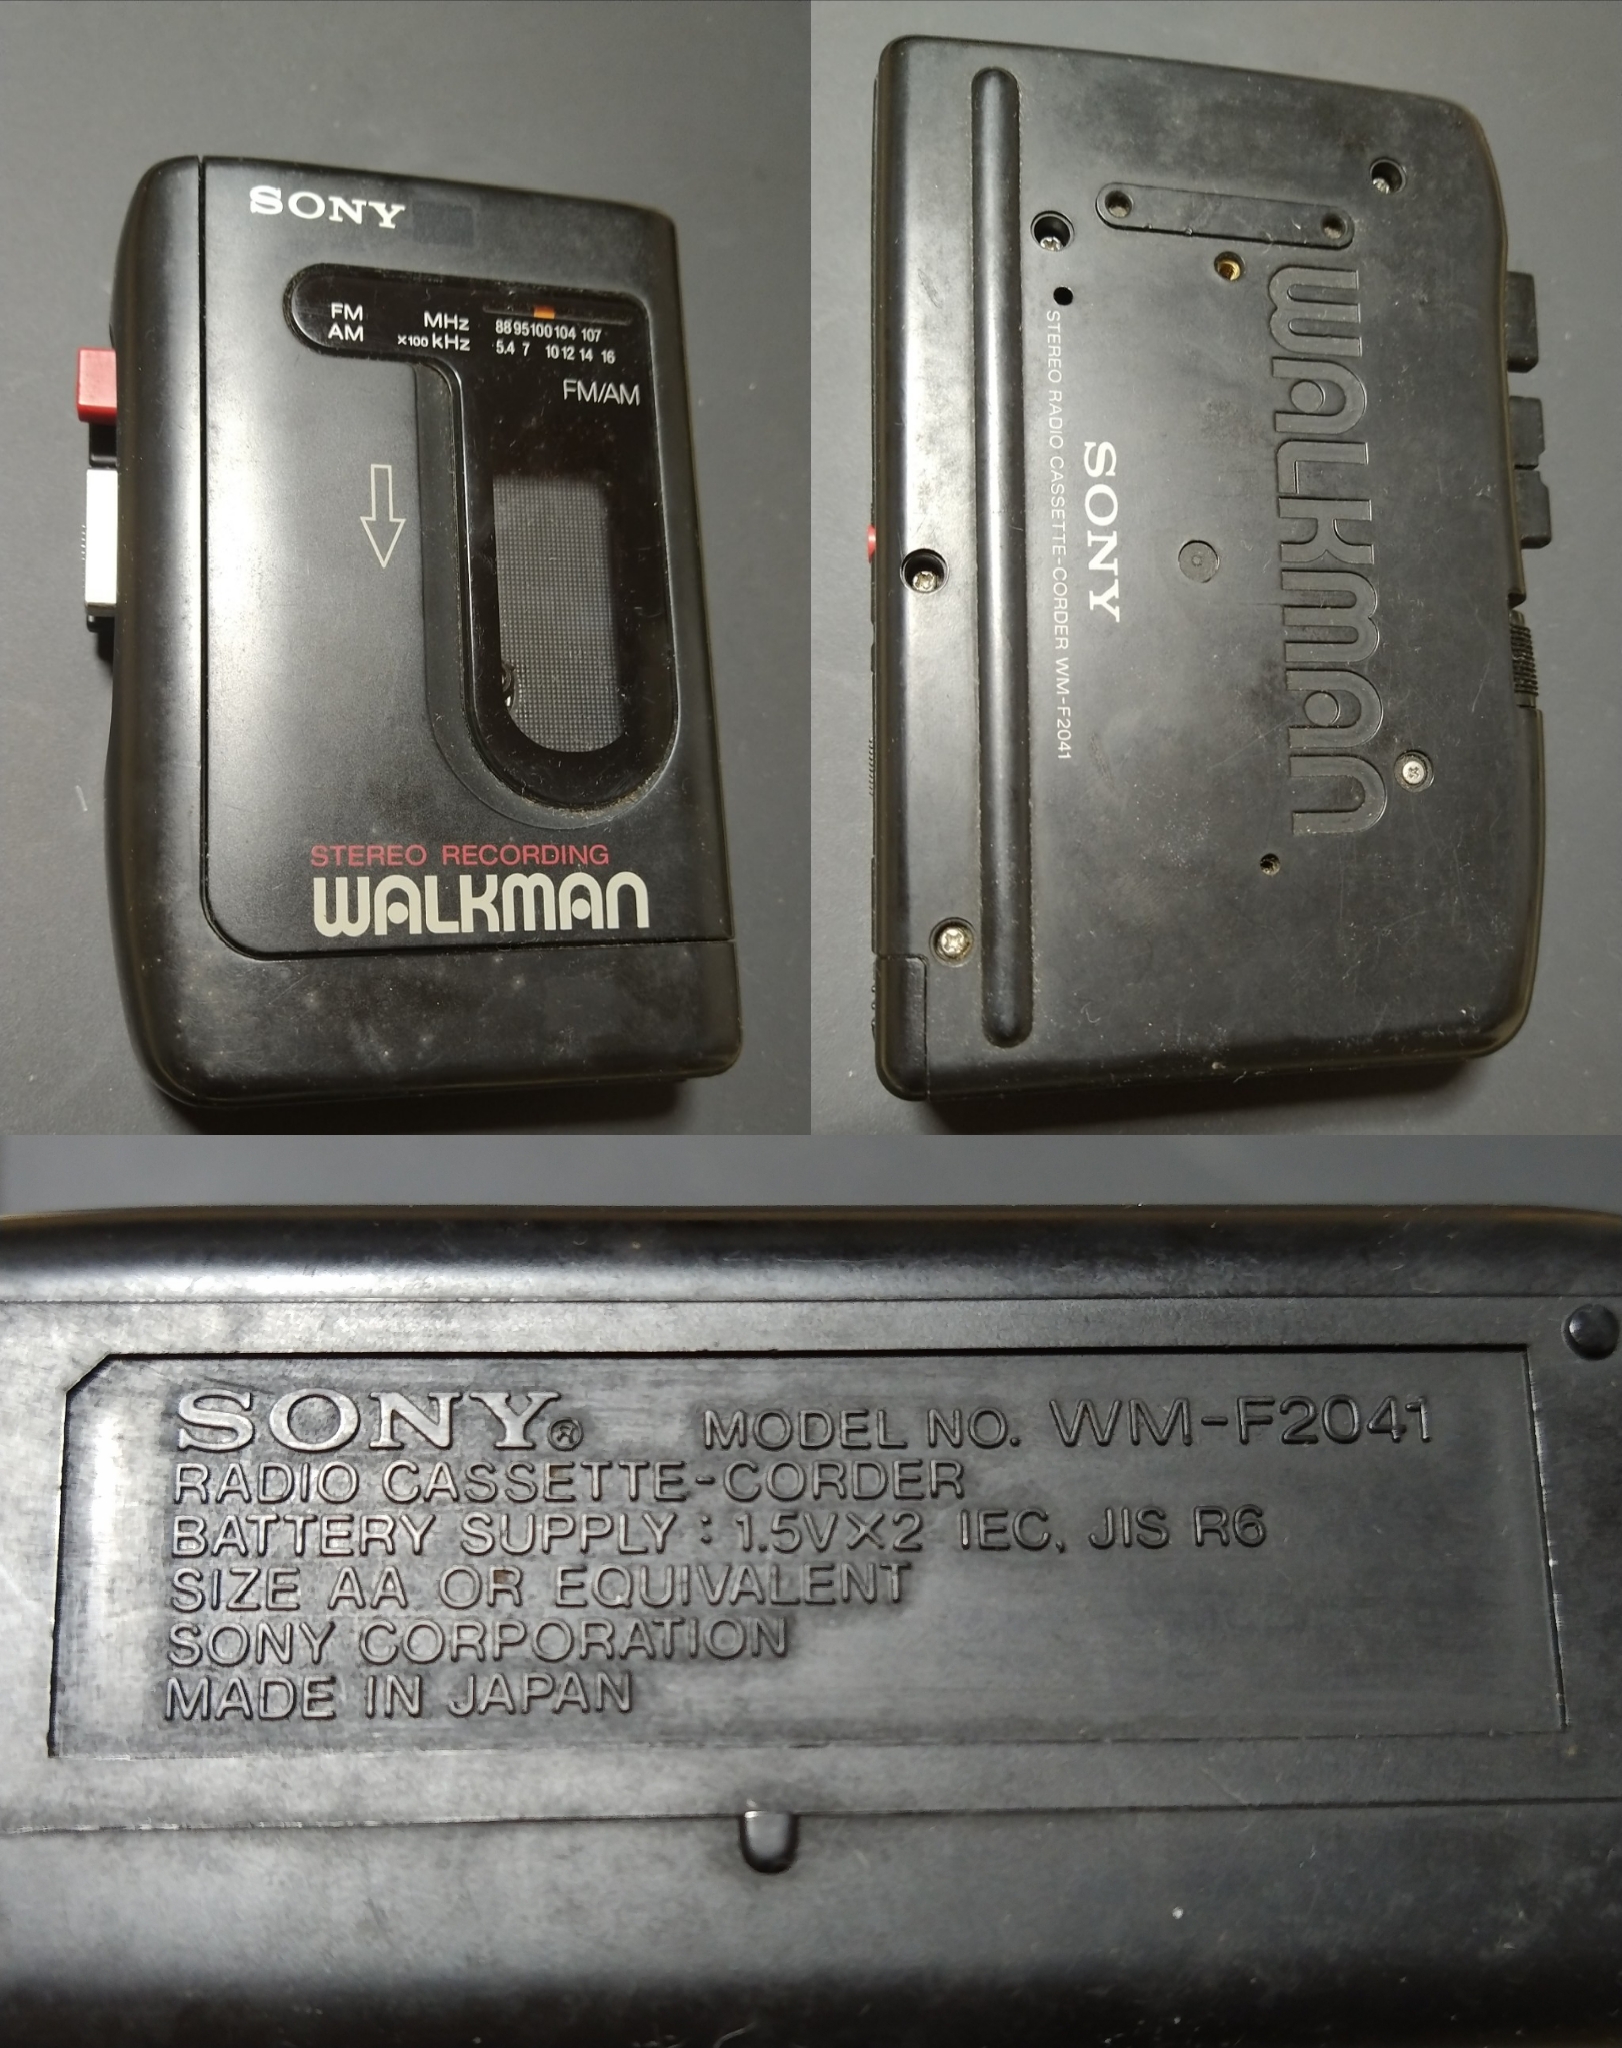 SONY
FM MHz 88 95 100 104 107
AM x100 kHz 5.4 7 10 12 14 16
FM/AM
STEREO RECORDING
WALKMAN
WALKMAN
SONY
STEREO RADIO CASSETTE-CORDER WM-F2041
SONY® MODEL NO. WM-F2041
RADIO CASSETTE-CORDER
BATTERY SUPPLY : 1.5V×2 IEC, JIS R6
SIZE AA OR EQUIVALENT
SONY CORPORATION
MADE IN JAPAN